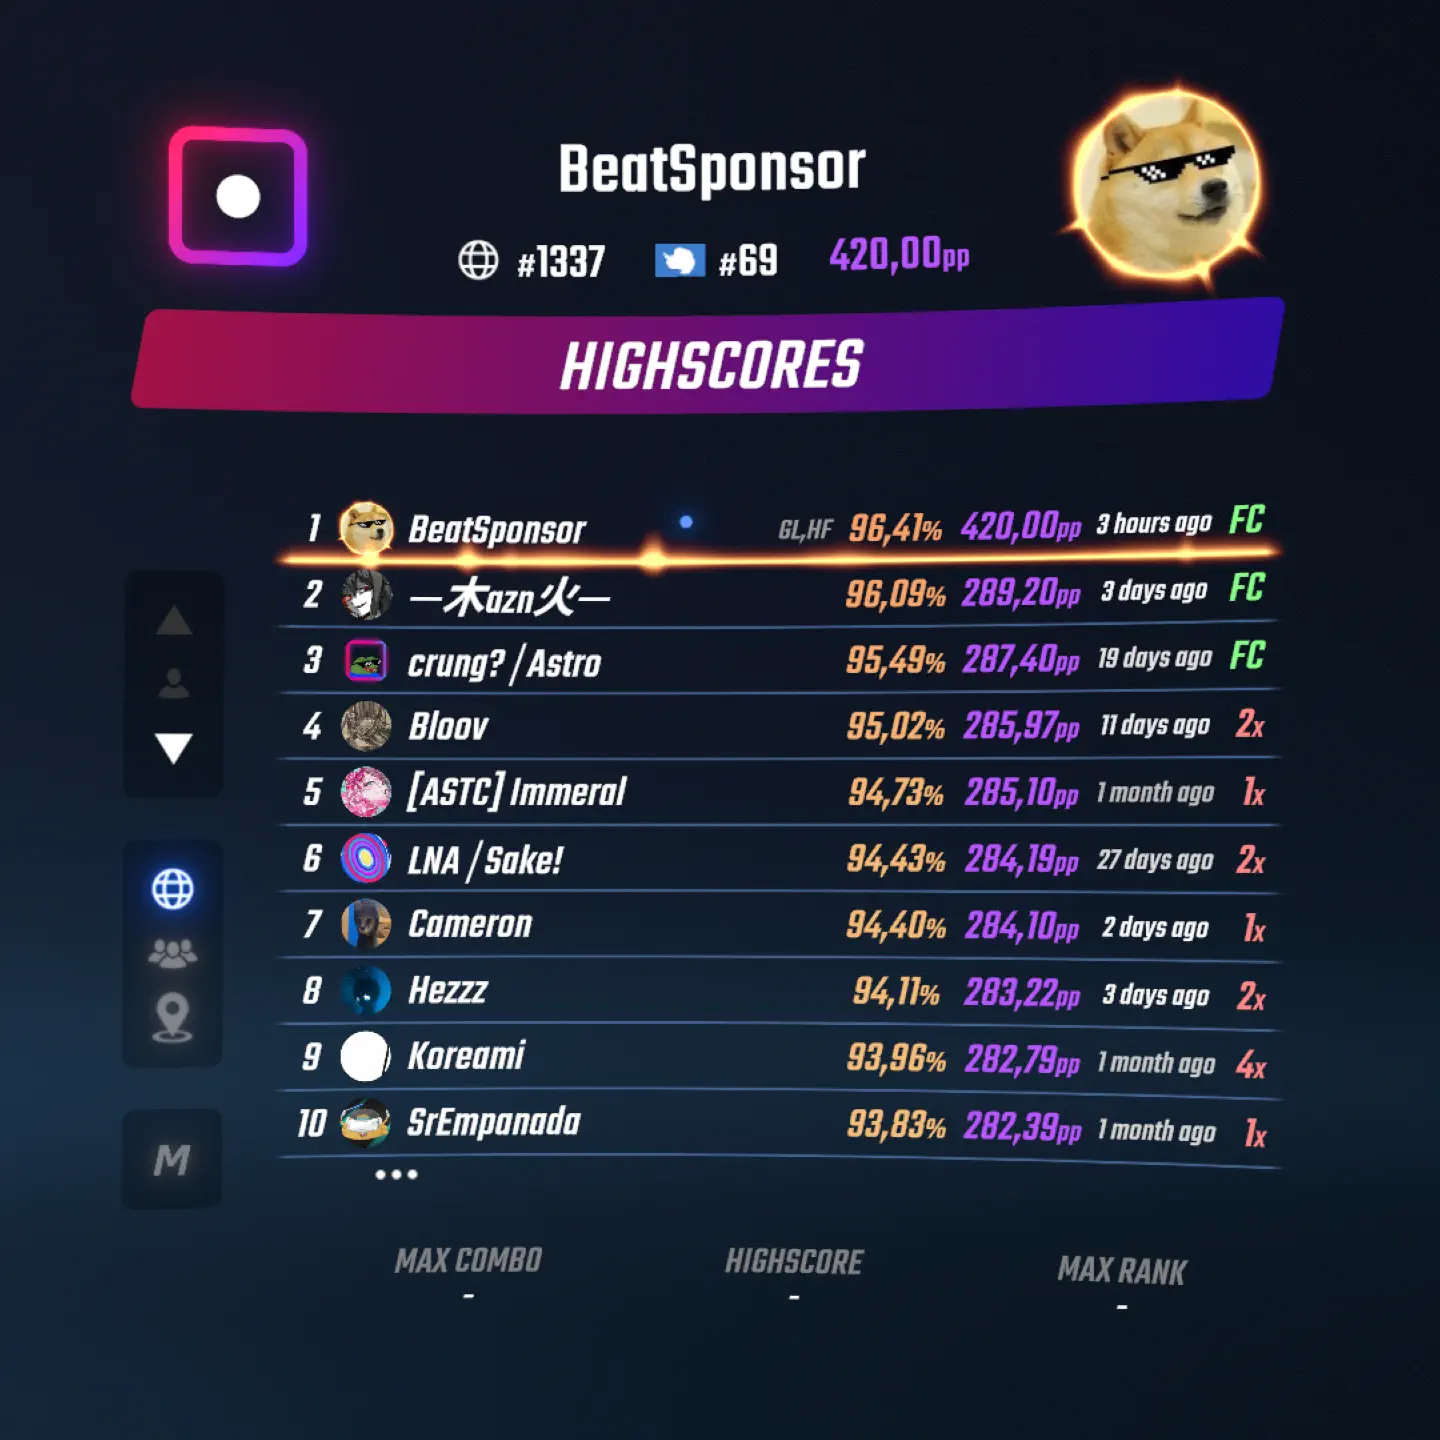 BeatSponsor
#1337 #69 420,00pp
HIGHSCORES
1 BeatSponsor GL,HF 96,41% 420,00pp 3 hours ago FC
2 —木azn火— 96,09% 289,20pp 3 days ago FC
3 crung? / Astro 95,49% 287,40pp 19 days ago FC
4 Bloov 95,02% 285,97pp 11 days ago 2x
5 [ASTC] Immeral 94,73% 285,10pp 1 month ago 1x
6 LNA / Sake! 94,43% 284,19pp 27 days ago 2x
7 Cameron 94,40% 284,10pp 2 days ago 1x
8 Hezzz 94,11% 283,22pp 3 days ago 2x
9 Koreami 93,96% 282,79pp 1 month ago 4x
10 SrEmpanada 93,83% 282,39pp 1 month ago 1x
M
•••
MAX COMBO HIGHSCORE MAX RANK
- - -